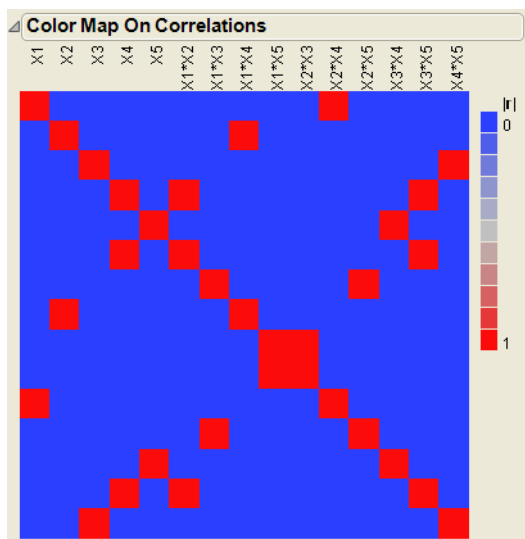 Color Map On Correlations
X1
X2
X3
X4
X5
X1*X2
X1*X3
X1*X4
X1*X5
X2*X3
X2*X4
X2*X5
X3*X4
X3*X5
X4*X5
|r|
0
1